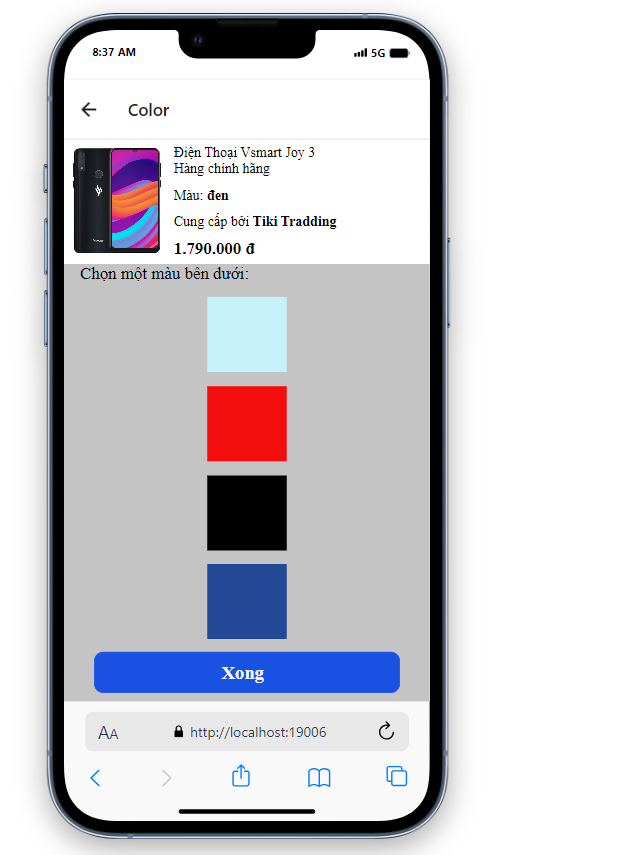 8:37 AM 5G
Color
Điện Thoại Vsmart Joy 3
Hàng chính hãng
Màu: đen
Cung cấp bởi Tiki Tradding
1.790.000 đ
Chọn một màu bên dưới:
Xong
AA http://localhost:19006